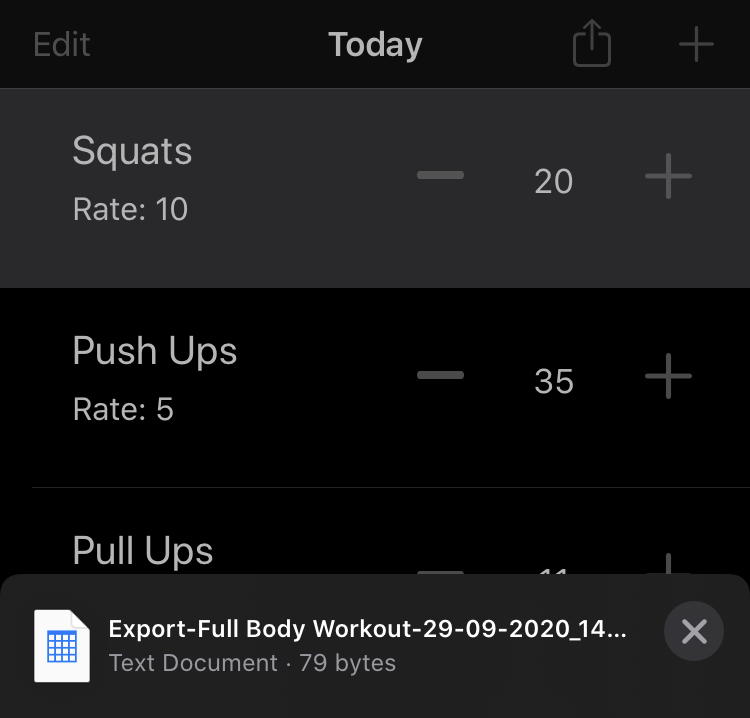 Edit Today
Squats
20
Rate: 10
Push Ups
35
Rate: 5
Pull Ups
11
Export-Full Body Workout-29-09-2020_14...
Text Document · 79 bytes